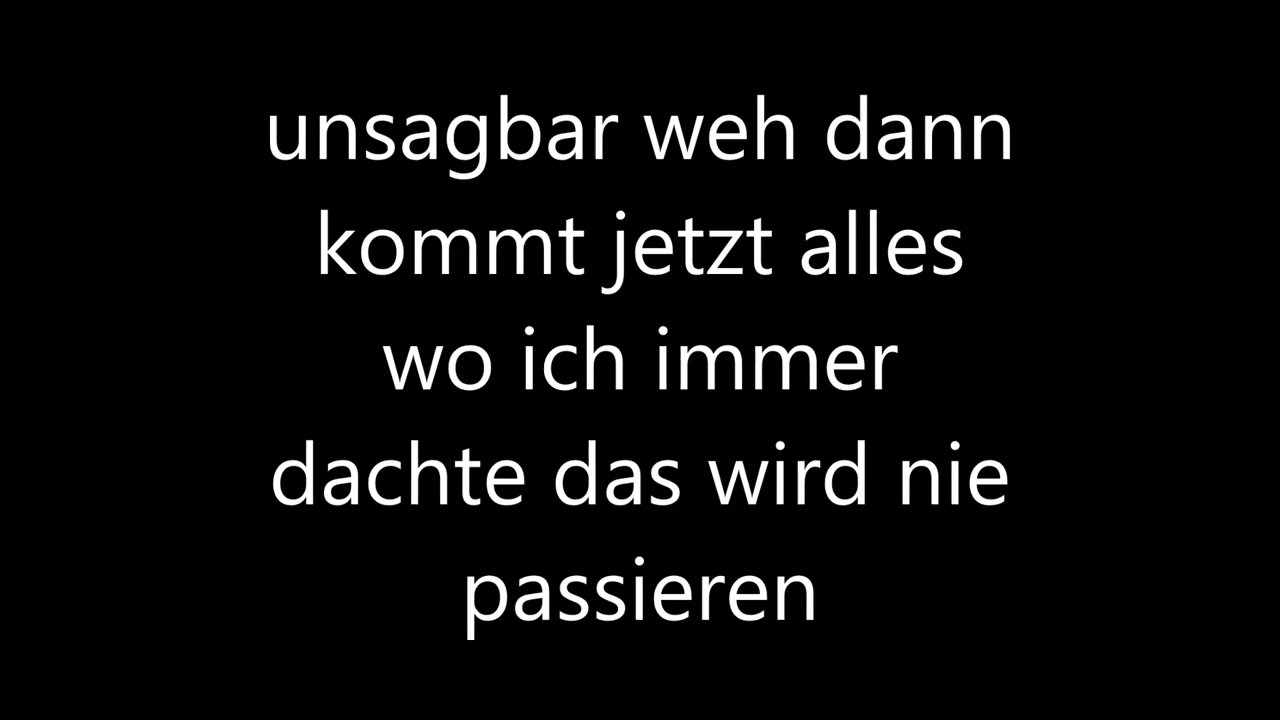 unsagbar weh dann
kommt jetzt alles
wo ich immer
dachte das wird nie
passieren